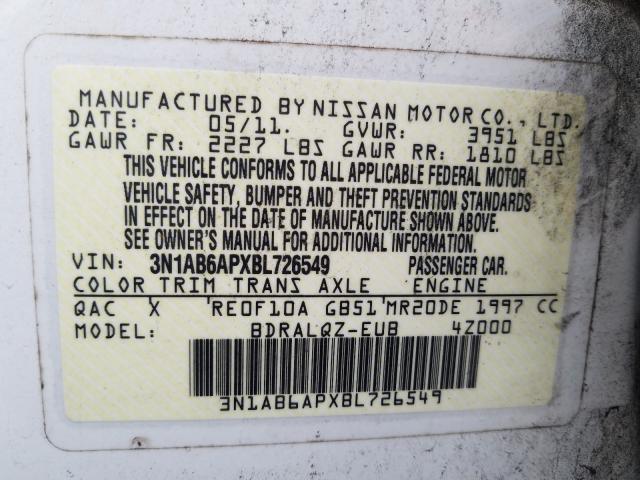 MANUFACTURED BY NISSAN MOTOR CO., LTD.
DATE: 05/11. GVWR: 3951 LBS
GAWR FR: 2227 LBS GAWR RR: 1810 LBS
THIS VEHICLE CONFORMS TO ALL APPLICABLE FEDERAL MOTOR
VEHICLE SAFETY, BUMPER AND THEFT PREVENTION STANDARDS
IN EFFECT ON THE DATE OF MANUFACTURE SHOWN ABOVE.
SEE OWNER'S MANUAL FOR ADDITIONAL INFORMATION.
VIN: 3N1AB6APXBL726549 PASSENGER CAR.
COLOR TRIM TRANS AXLE ENGINE
QAC X RE0F10A GB51 MR20DE 1997 CC
MODEL: BDRALQZ-EUB 4Z000
3N1AB6APXBL726549